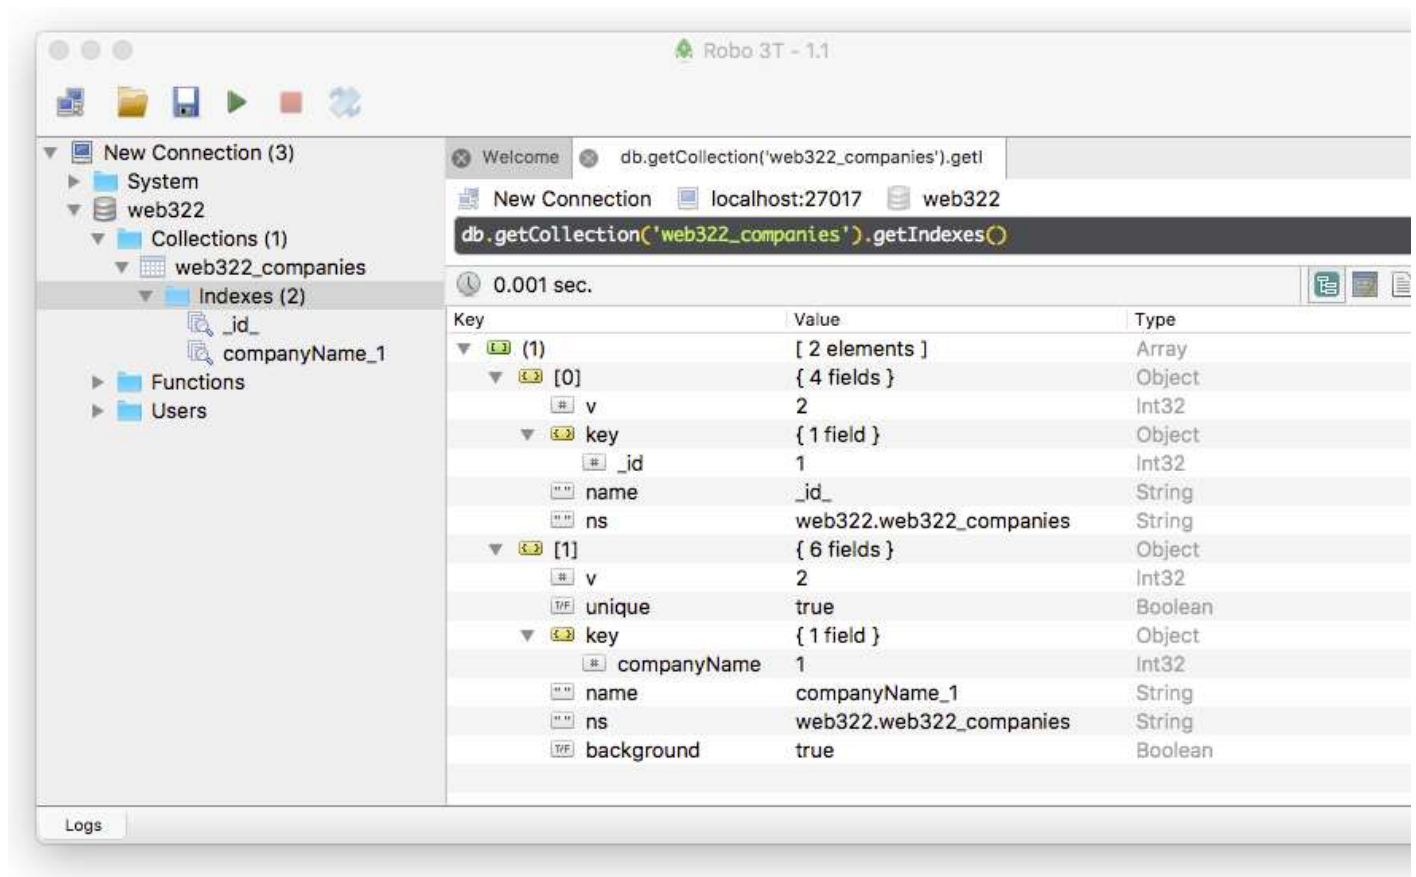 Robo 3T - 1.1
New Connection (3)
System
web322
Collections (1)
web322_companies
Indexes (2)
_id_
companyName_1
Functions
Users
Welcome
db.getCollection('web322_companies').getI
New Connection localhost:27017 web322
db.getCollection('web322_companies').getIndexes()
0.001 sec.
Key Value Type
(1) [ 2 elements ] Array
[0] { 4 fields } Object
# v 2 Int32
key { 1 field } Object
# _id 1 Int32
" " name _id_ String
" " ns web322.web322_companies String
[1] { 6 fields } Object
# v 2 Int32
T/F unique true Boolean
key { 1 field } Object
# companyName 1 Int32
" " name companyName_1 String
" " ns web322.web322_companies String
T/F background true Boolean
Logs